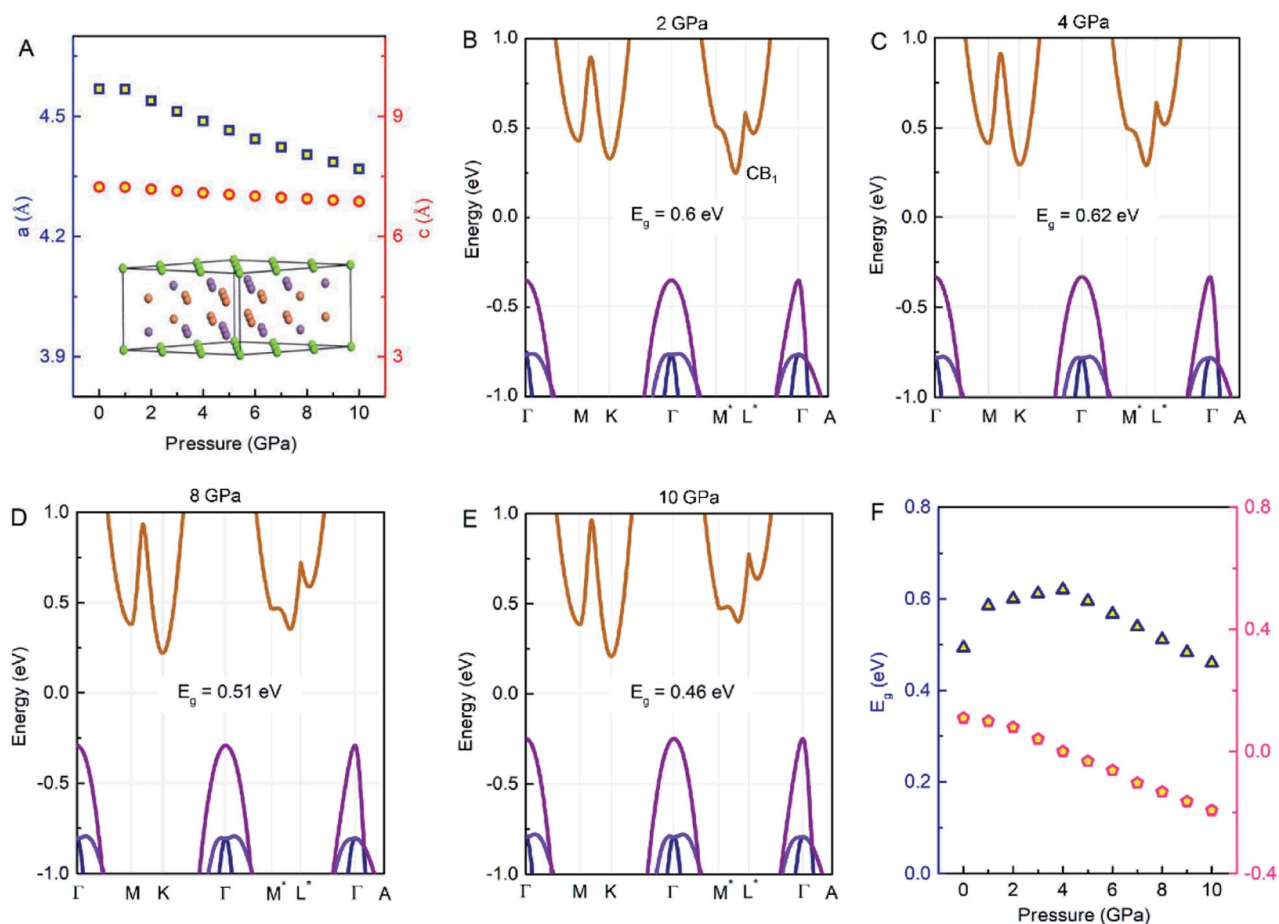 A
4.5
4.2
3.9
a (Å)
9
6
3
c (Å)
0 2 4 6 8 10
Pressure (GPa)
B
2 GPa
1.0
0.5
0.0
-0.5
-1.0
Energy (eV)
CB1
Eg = 0.6 eV
Γ M K Γ M* L* Γ A
C
4 GPa
1.0
0.5
0.0
-0.5
-1.0
Energy (eV)
Eg = 0.62 eV
Γ M K Γ M* L* Γ A
D
8 GPa
1.0
0.5
0.0
-0.5
-1.0
Energy (eV)
Eg = 0.51 eV
Γ M K Γ M* L* Γ A
E
10 GPa
1.0
0.5
0.0
-0.5
-1.0
Energy (eV)
Eg = 0.46 eV
Γ M K Γ M* L* Γ A
F
0.8
0.6
0.4
0.2
0.0
Eg (eV)
0.8
0.4
0.0
-0.4
0 2 4 6 8 10
Pressure (GPa)